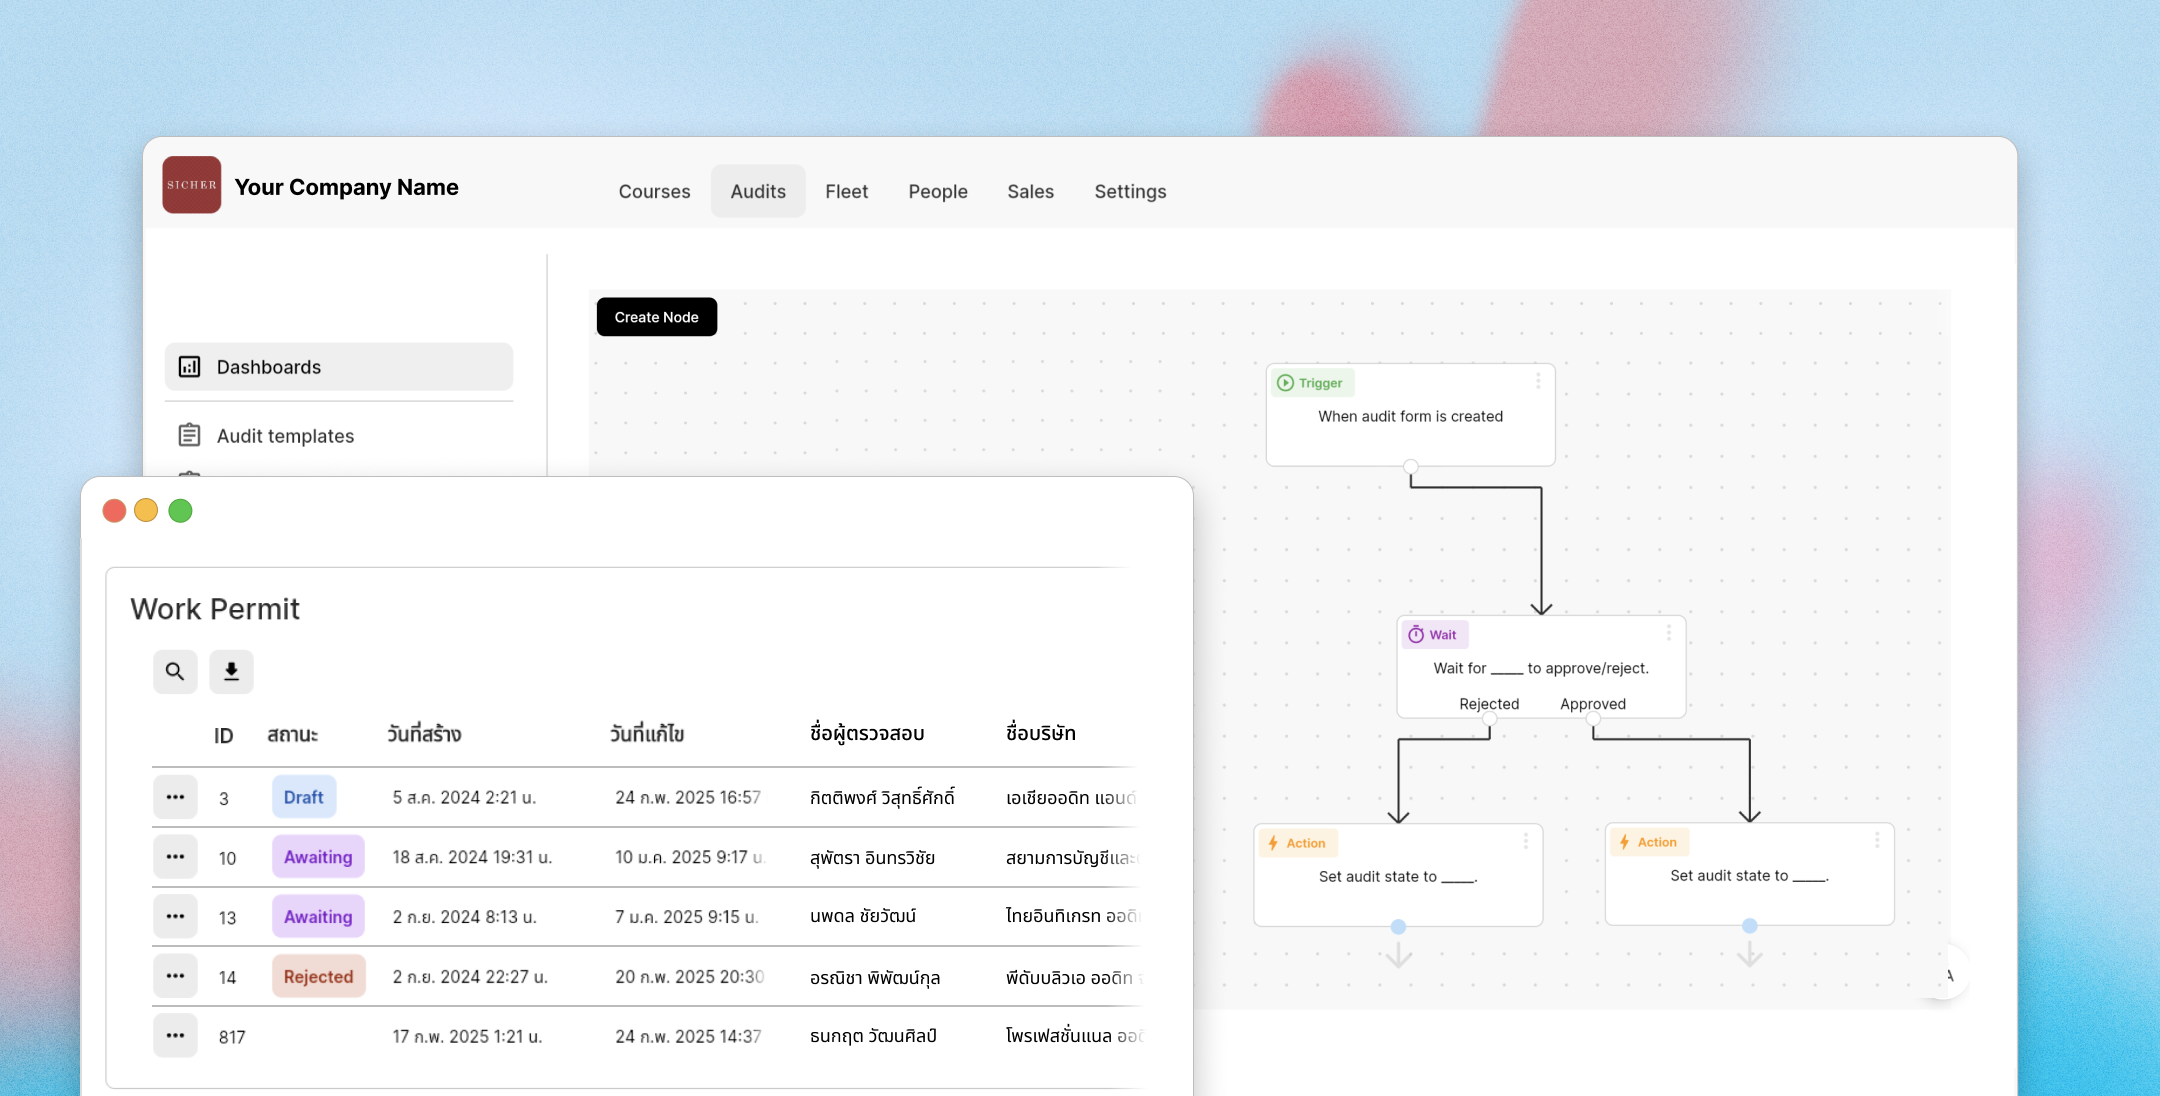 SICHER
Your Company Name
Courses
Audits
Fleet
People
Sales
Settings
Dashboards
Audit templates
Create Node
Trigger
When audit form is created
Wait
Wait for ____ to approve/reject.
Rejected
Approved
Action
Set audit state to ____.
Action
Set audit state to ____.
Work Permit
ID สถานะ วันที่สร้าง วันที่แก้ไข ชื่อผู้ตรวจสอบ ชื่อบริษัท
3 Draft 5 ส.ค. 2024 2:21 น. 24 ก.พ. 2025 16:57 กิตติพงศ์ วิสุทธิ์ศักดิ์ เอเชียออดิท แอนด์
10 Awaiting 18 ส.ค. 2024 19:31 น. 10 ม.ค. 2025 9:17 น. สุพัตรา อินทรวิชัย สยามการบัญชีและ
13 Awaiting 2 ก.ย. 2024 8:13 น. 7 ม.ค. 2025 9:15 น. นพดล ชัยวัฒน์ ไทยอินทิเกรท
14 Rejected 2 ก.ย. 2024 22:27 น. 20 ก.พ. 2025 20:30 อรณิชา พิพัฒน์กุล พีดับบลิวเอ ออดิท
817 17 ก.พ. 2025 1:21 น. 24 ก.พ. 2025 14:37 ธนกฤต วัฒนศิลป์ โพรเฟสชั่นแนล